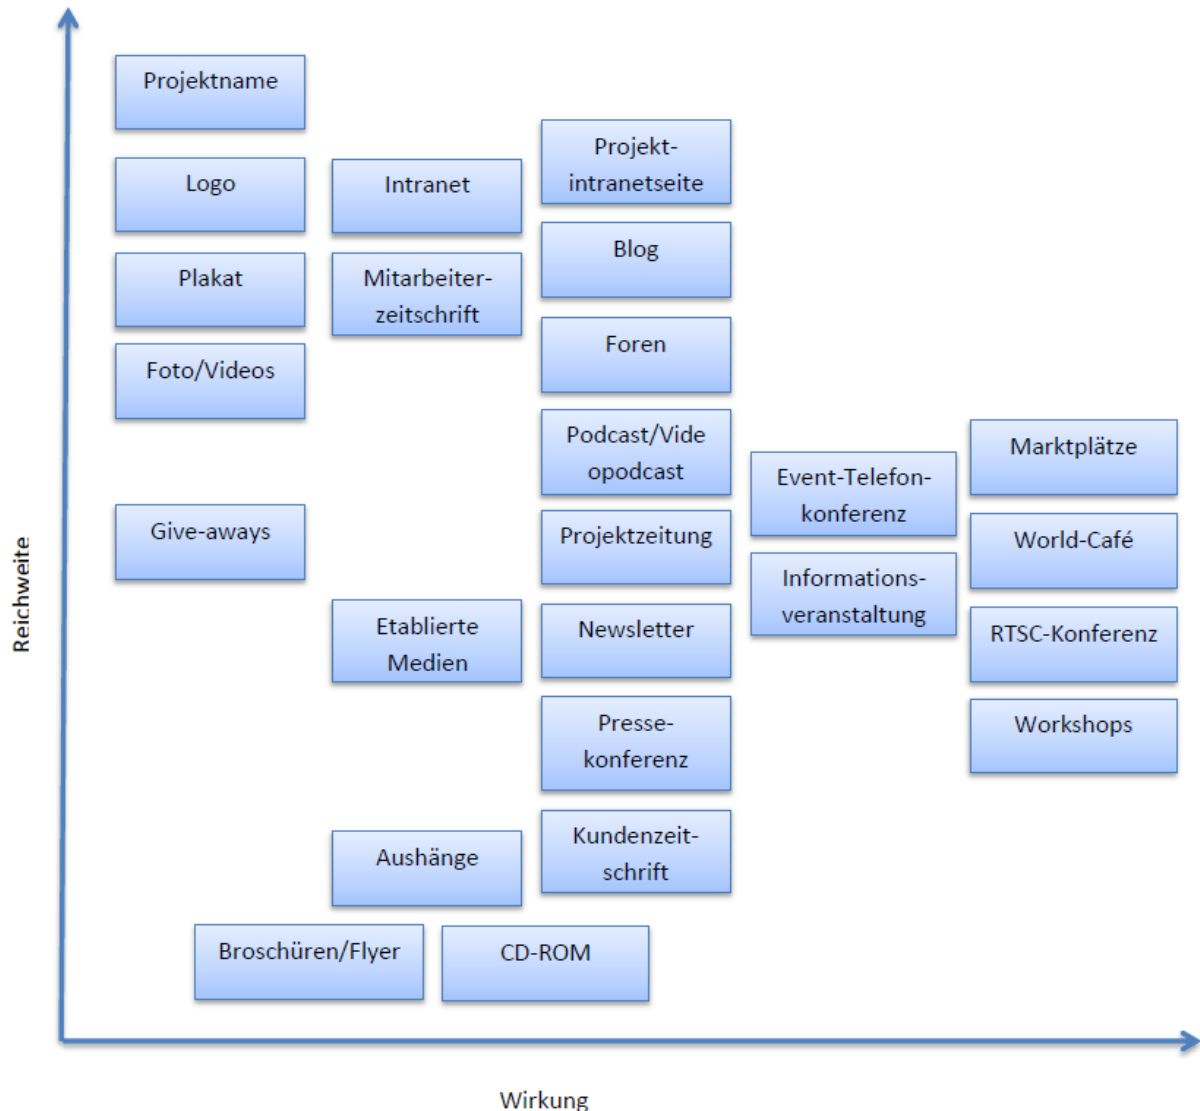 Projektname
Logo
Plakat
Foto/Videos
Give-aways
Intranet
Mitarbeiter-
zeitschrift
Etablierte
Medien
Aushänge
Broschüren/Flyer
CD-ROM
Projekt-
intranetseite
Blog
Foren
Podcast/Vide
opodcast
Projektzeitung
Newsletter
Presse-
konferenz
Kundenzeit-
schrift
Event-Telefon-
konferenz
Informations-
veranstaltung
Marktplätze
World-Café
RTSC-Konferenz
Workshops
Reichweite
Wirkung